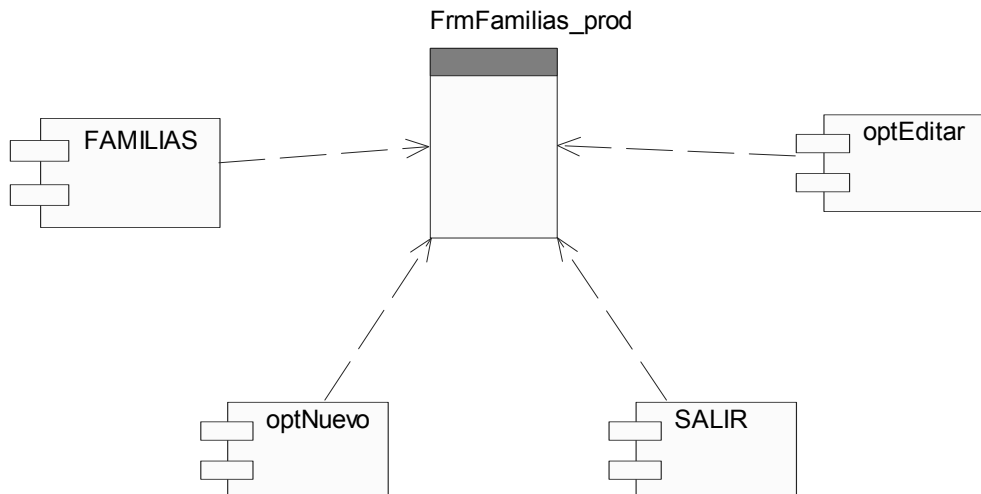 FrmFamilias_prod
FAMILIAS
optEditar
optNuevo
SALIR